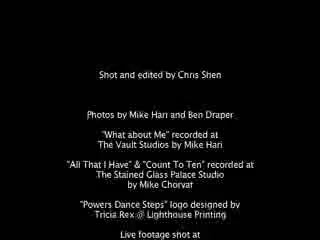 Shot and edited by Chris Shen
Photos by Mike Hari and Ben Draper
"What about Me" recorded at
The Vault Studios by Mike Hari
"All That I Have" & "Count To Ten" recorded at
The Stained Glass Palace Studio
by Mike Chorvat
"Powers Dance Steps" logo designed by
Tricia Rex @ Lighthouse Printing
Live footage shot at